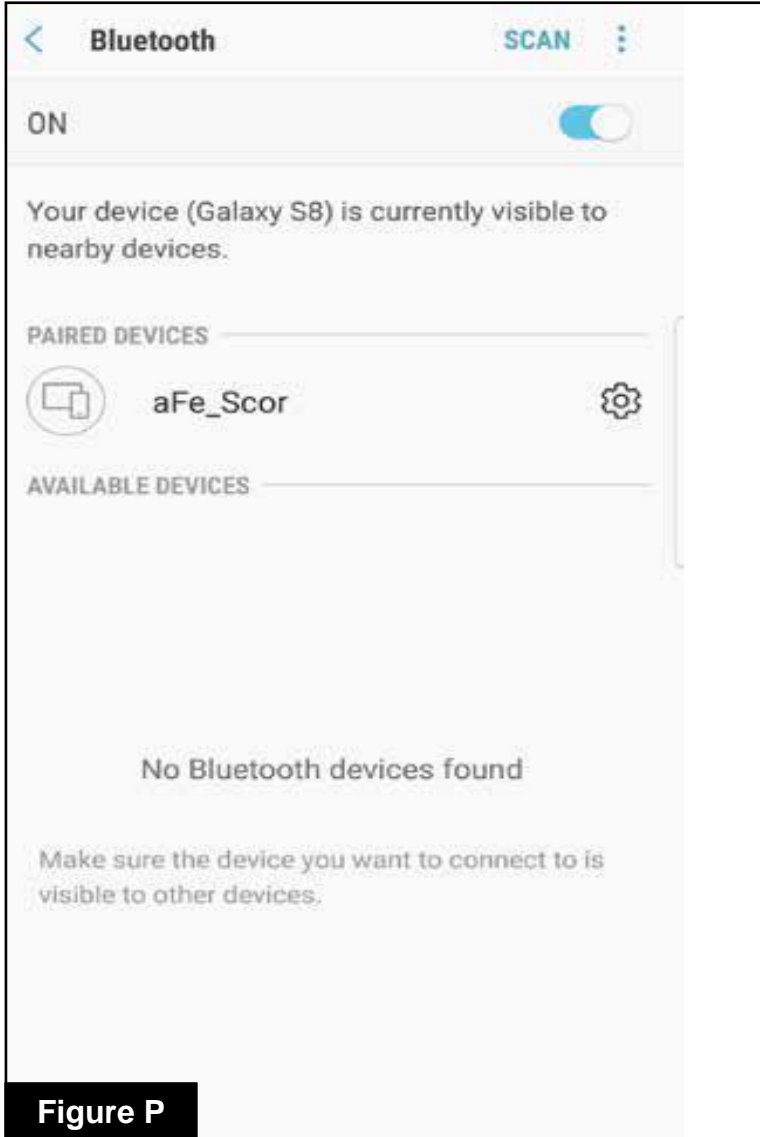 Bluetooth SCAN
ON
Your device (Galaxy S8) is currently visible to
nearby devices.
PAIRED DEVICES
aFe_Scor
AVAILABLE DEVICES
No Bluetooth devices found
Make sure the device you want to connect to is
visible to other devices.
Figure P